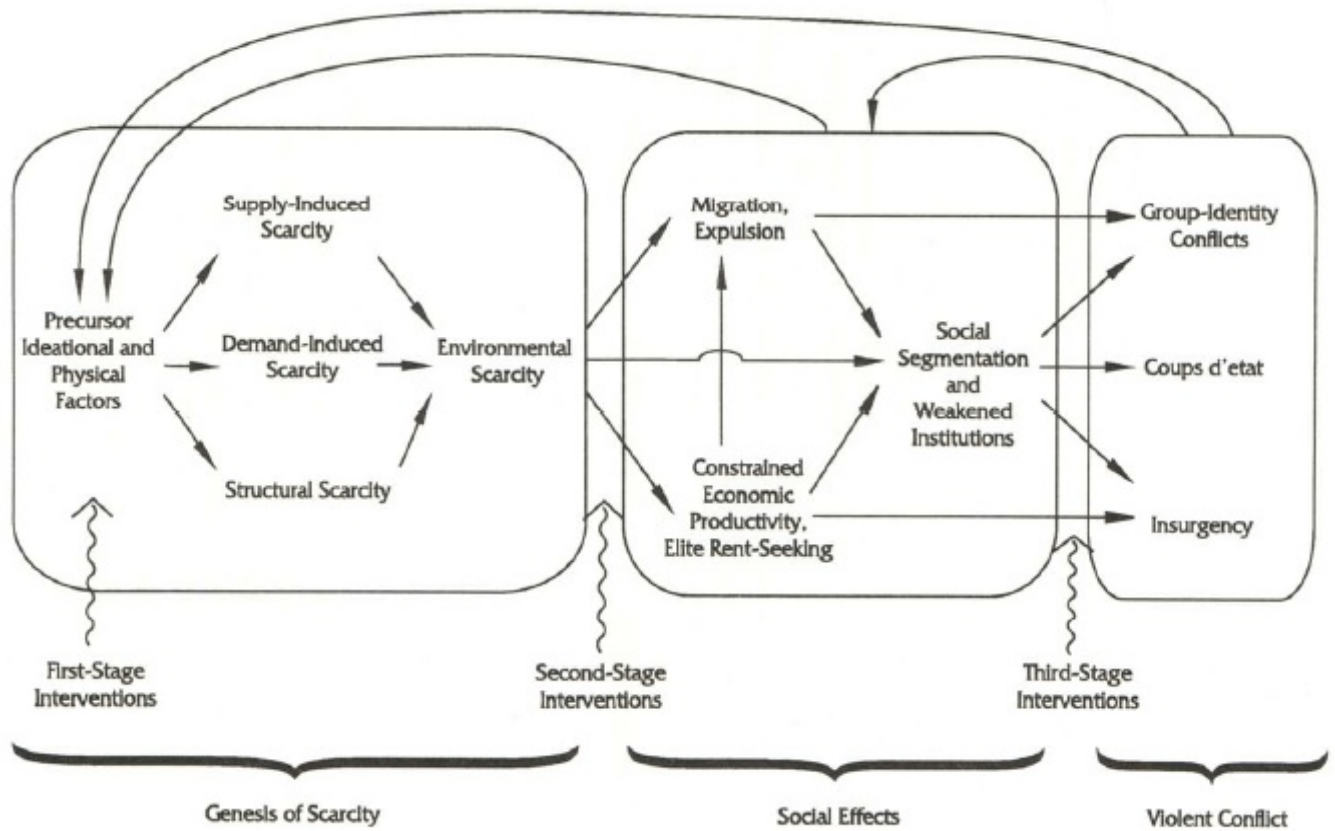 Supply-Induced
Scarcity
Migration,
Expulsion
Group-Identity
Conflicts
Precursor
Ideational and
Physical
Factors
Demand-Induced
Scarcity
Environmental
Scarcity
Social
Segmentation
and
Weakened
Institutions
Coups d'etat
Structural Scarcity
Constrained
Economic
Productivity,
Elite Rent-Seeking
Insurgency
First-Stage
Interventions
Second-Stage
Interventions
Third-Stage
Interventions
Genesis of Scarcity
Social Effects
Violent Conflict